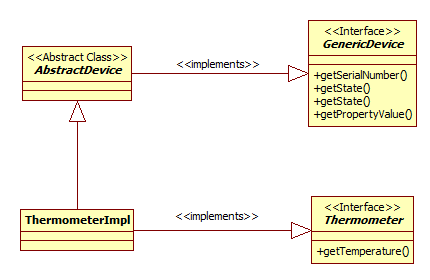 <<Interface>>
GenericDevice
+getSerialNumber()
+getState()
+getState()
+getPropertyValue()
<<Abstract Class>>
AbstractDevice
<<implements>>
ThermometerImpl
<<implements>>
<<Interface>>
Thermometer
+getTemperature()